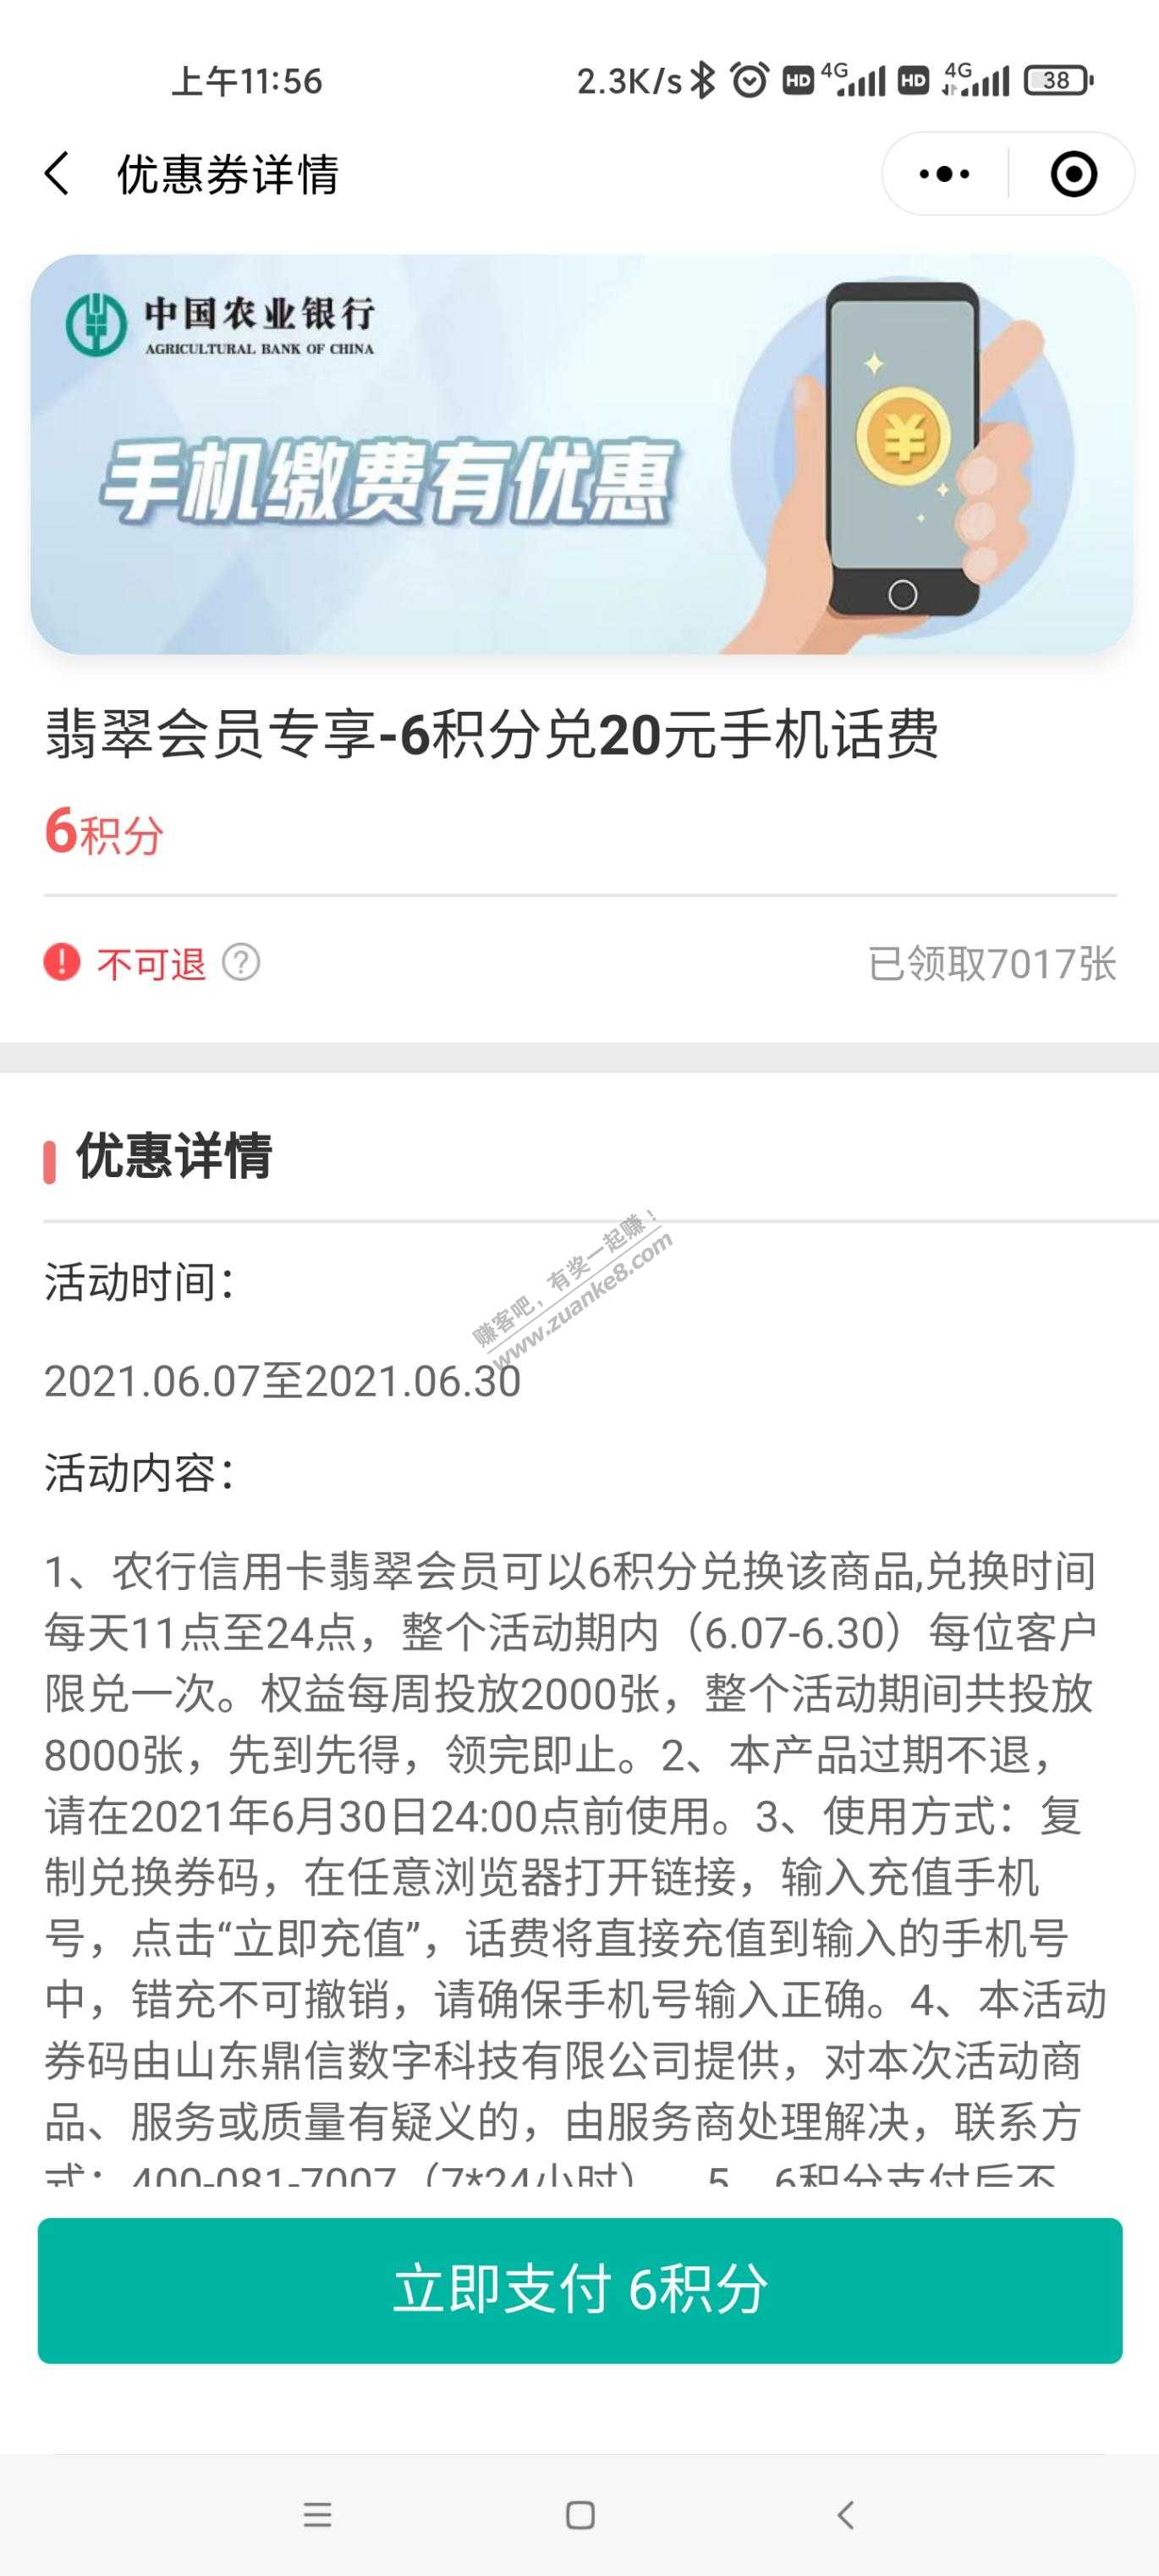 上午11:56
2.3K/s HD 4G HD 4G 38
优惠券详情
中国农业银行
AGRICULTURAL BANK OF CHINA
手机缴费有优惠
翡翠会员专享-6积分兑20元手机话费
6积分
不可退
已领取7017张
优惠详情
赚客吧，有奖一起赚！
www.zuanke8.com
活动时间：
2021.06.07至2021.06.30
活动内容：
1、农行信用卡翡翠会员可以6积分兑换该商品,兑换时间
每天11点至24点，整个活动期内（6.07-6.30）每位客户
限兑一次。权益每周投放2000张，整个活动期间共投放
8000张，先到先得，领完即止。2、本产品过期不退，
请在2021年6月30日24:00点前使用。3、使用方式：复
制兑换券码，在任意浏览器打开链接，输入充值手机
号，点击“立即充值”，话费将直接充值到输入的手机号
中，错充不可撤销，请确保手机号输入正确。4、本活动
券码由山东鼎信数字科技有限公司提供，对本次活动商
品、服务或质量有疑义的，由服务商处理解决，联系方
式：400-081-7007（7*24小时）。5、6积分支付后不
立即支付 6积分